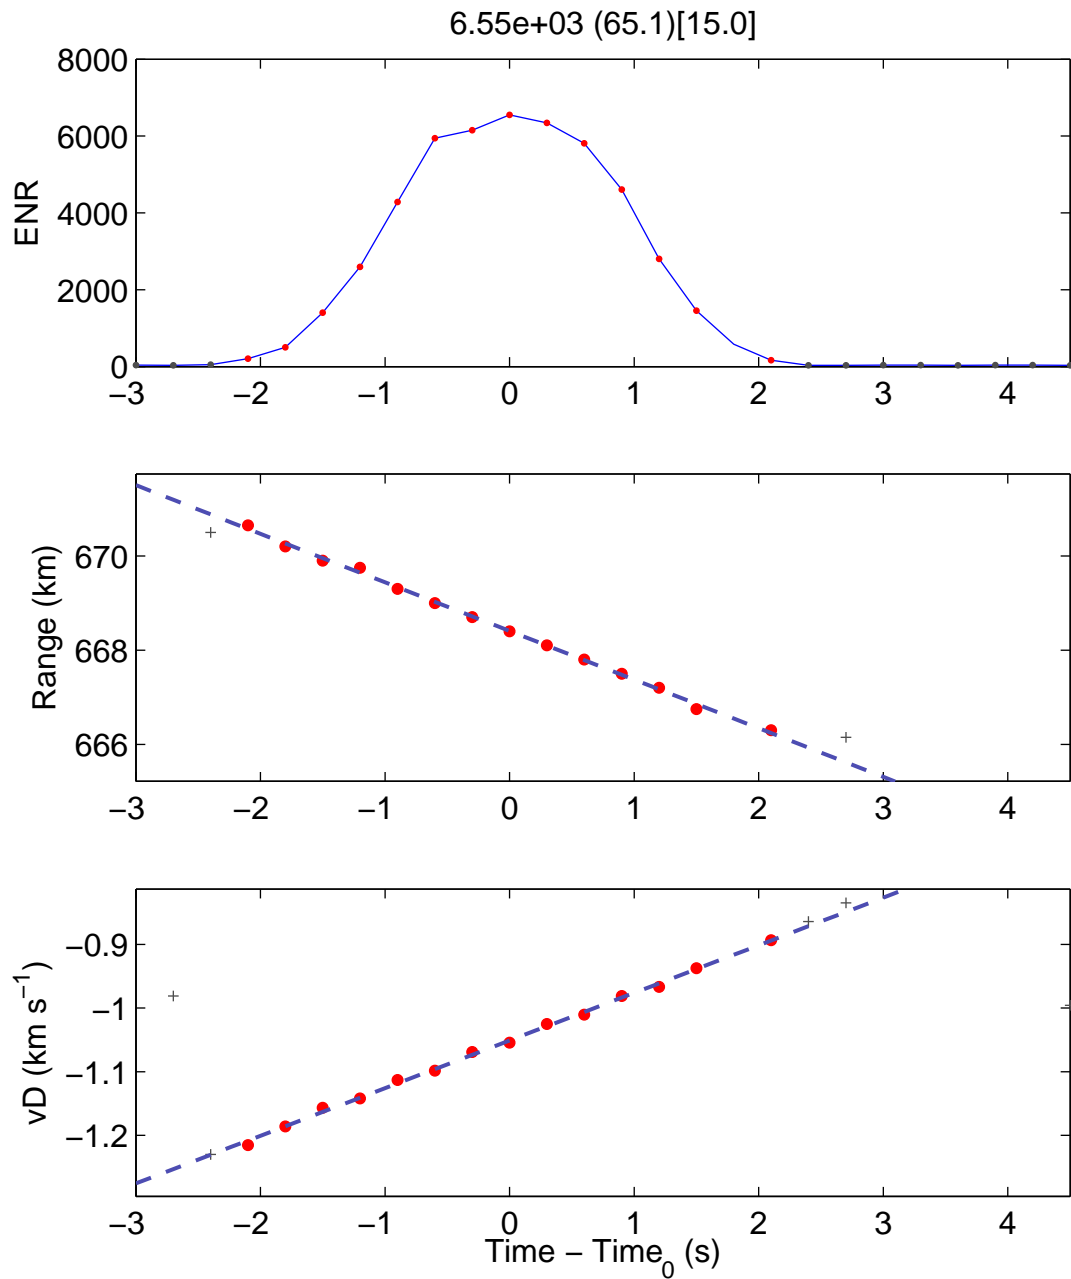 6.55e+03 (65.1)[15.0]
8000
6000
4000
2000
0
ENR
−3 −2 −1 0 1 2 3 4
670
668
666
Range (km)
−3 −2 −1 0 1 2 3 4
−0.9
−1
−1.1
−1.2
vD (km s−1)
−3 −2 −1 0 1 2 3 4
Time − Time0 (s)